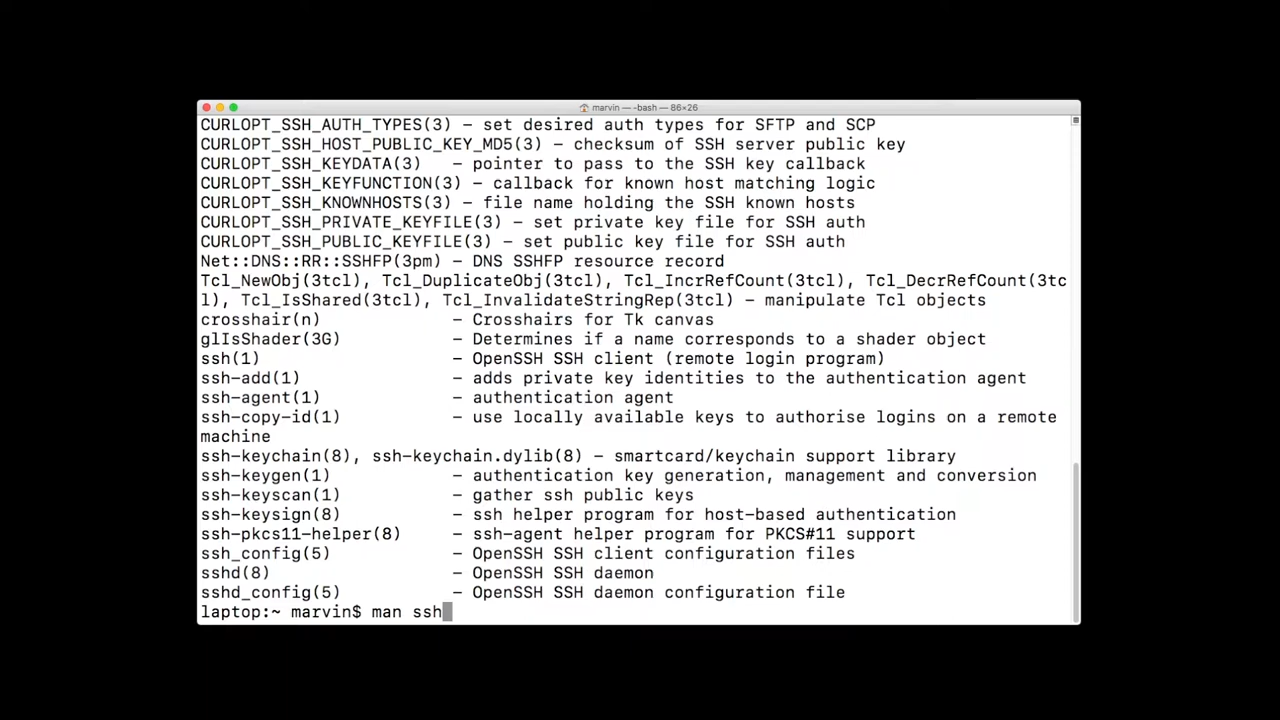 marvin — -bash — 86×26
CURLOPT_SSH_AUTH_TYPES(3) - set desired auth types for SFTP and SCP
CURLOPT_SSH_HOST_PUBLIC_KEY_MD5(3) - checksum of SSH server public key
CURLOPT_SSH_KEYDATA(3)   - pointer to pass to the SSH key callback
CURLOPT_SSH_KEYFUNCTION(3) - callback for known host matching logic
CURLOPT_SSH_KNOWNHOSTS(3) - file name holding the SSH known hosts
CURLOPT_SSH_PRIVATE_KEYFILE(3) - set private key file for SSH auth
CURLOPT_SSH_PUBLIC_KEYFILE(3) - set public key file for SSH auth
Net::DNS::RR::SSHFP(3pm) - DNS SSHFP resource record
Tcl_NewObj(3tcl), Tcl_DuplicateObj(3tcl), Tcl_IncrRefCount(3tcl), Tcl_DecrRefCount(3tc
l), Tcl_IsShared(3tcl), Tcl_InvalidateStringRep(3tcl) - manipulate Tcl objects
crosshair(n)             - Crosshairs for Tk canvas
glIsShader(3G)           - Determines if a name corresponds to a shader object
ssh(1)                   - OpenSSH SSH client (remote login program)
ssh-add(1)               - adds private key identities to the authentication agent
ssh-agent(1)             - authentication agent
ssh-copy-id(1)           - use locally available keys to authorise logins on a remote
machine
ssh-keychain(8), ssh-keychain.dylib(8) - smartcard/keychain support library
ssh-keygen(1)            - authentication key generation, management and conversion
ssh-keyscan(1)           - gather ssh public keys
ssh-keysign(8)           - ssh helper program for host-based authentication
ssh-pkcs11-helper(8)     - ssh-agent helper program for PKCS#11 support
ssh_config(5)            - OpenSSH SSH client configuration files
sshd(8)                  - OpenSSH SSH daemon
sshd_config(5)           - OpenSSH SSH daemon configuration file
laptop:~ marvin$ man ssh